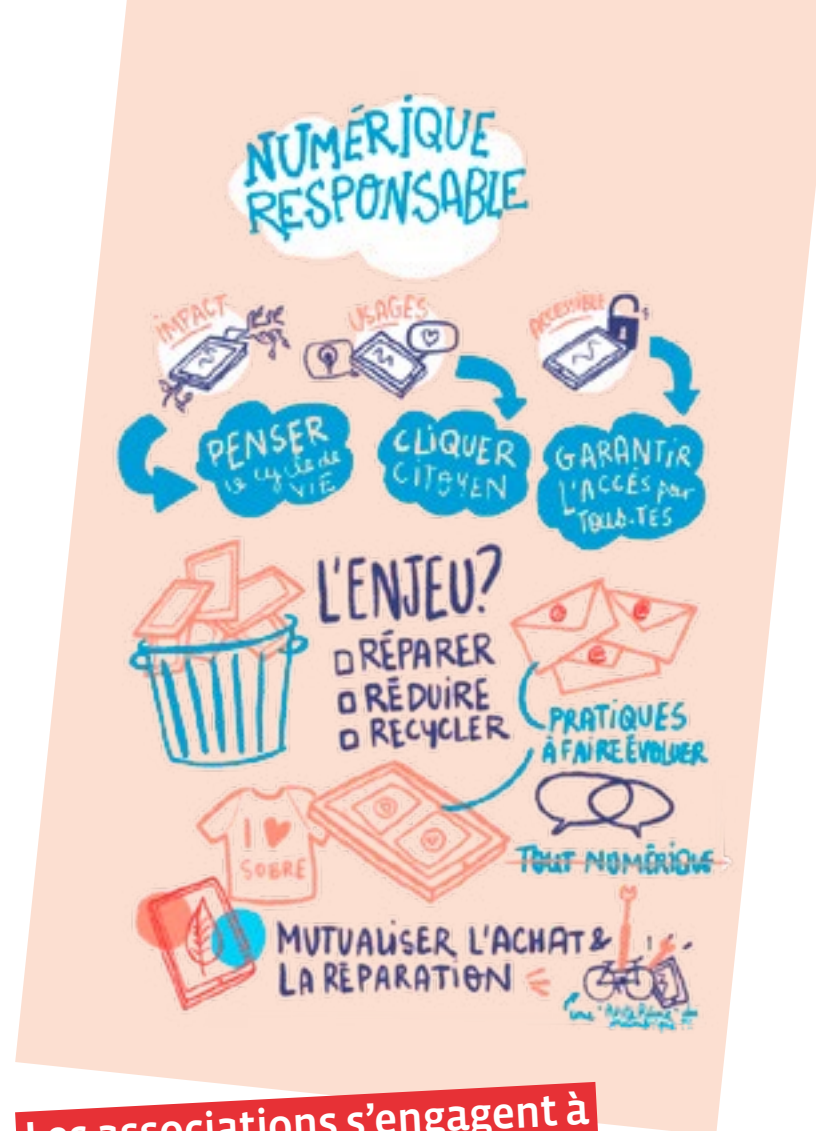 NUMÉRIQUE
RESPONSABLE
IMPACT
USAGES
ACCESSIBLE
PENSER
le cycle de
VIE
CLIQUER
CITOYEN
GARANTIR
L'ACCÈS par
TOUS.TES
L'ENJEU?
RÉPARER
RÉDUIRE
RECYCLER
PRATIQUES
À FAIRE ÉVOLUER
I
SOBRE
TOUT NUMÉRIQUE
MUTUALISER L'ACHAT &
LA RÉPARATION
une
Les associations s'engagent à